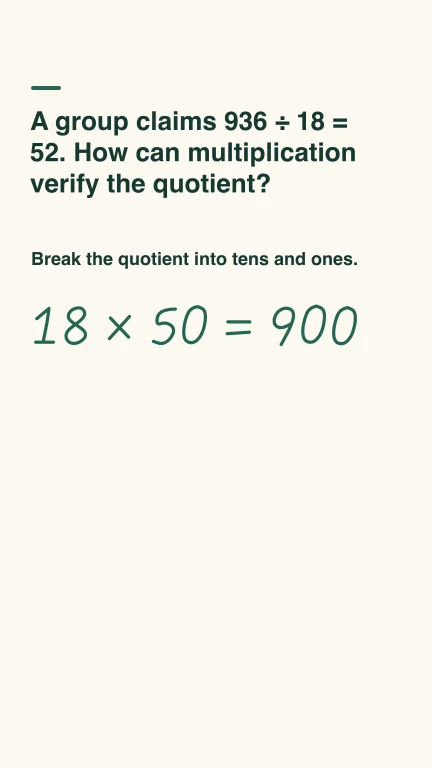 A group claims 936 ÷ 18 =
52. How can multiplication
verify the quotient?
Break the quotient into tens and ones.
18 × 50 = 900